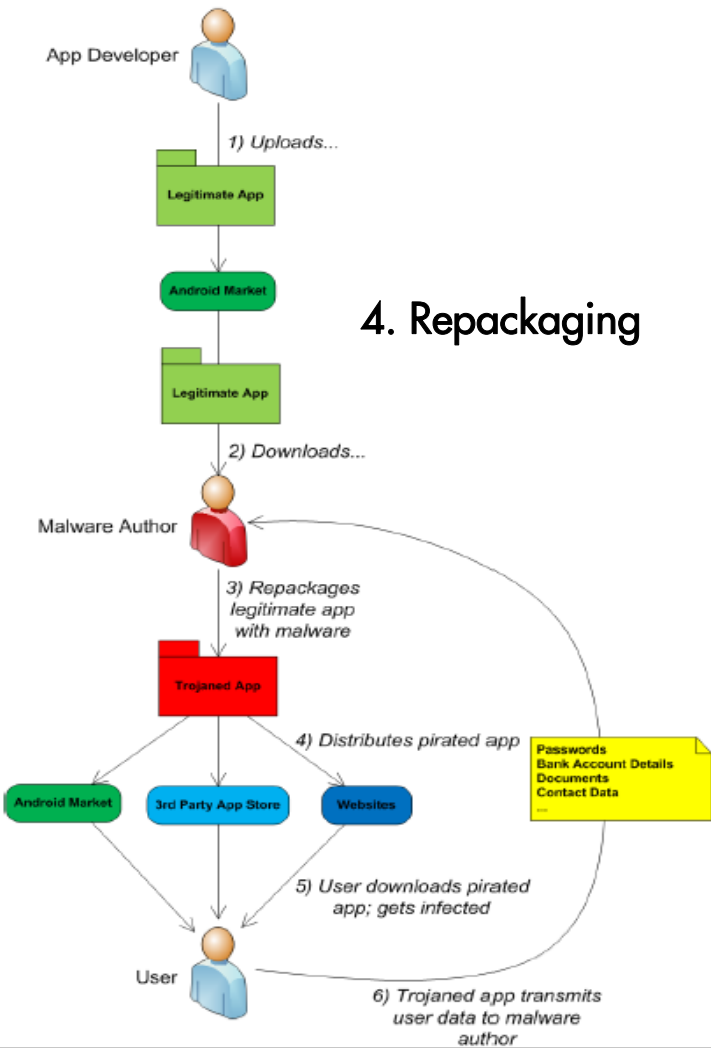 App Developer
1) Uploads...
Legitimate App
Android Market
4. Repackaging
Legitimate App
2) Downloads...
Malware Author
3) Repackages
legitimate app
with malware
Trojaned App
4) Distributes pirated app
Passwords
Bank Account Details
Documents
Contact Data
...
Android Market
3rd Party App Store
Websites
5) User downloads pirated
app; gets infected
User
6) Trojaned app transmits
user data to malware
author